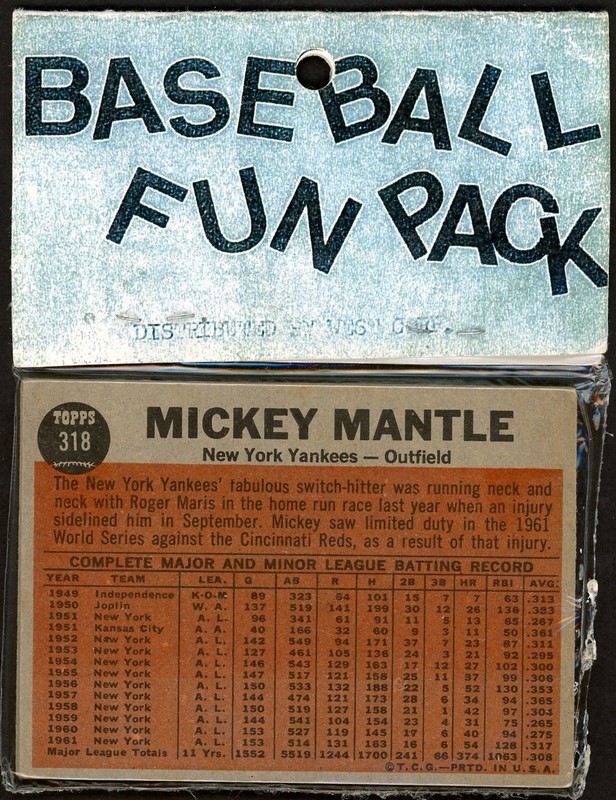 BASEBALL
FUN PACK
DISTRIBUTED BY WEST CORP.
TOPPS
318
MICKEY MANTLE
New York Yankees — Outfield
The New York Yankees' fabulous switch-hitter was running neck and
neck with Roger Maris in the home run race last year when an injury
sidelined him in September. Mickey saw limited duty in the 1961
World Series against the Cincinnati Reds, as a result of that injury.
COMPLETE MAJOR AND MINOR LEAGUE BATTING RECORD
YEAR TEAM LEA. G AB R H 2B 3B HR RBI AVG.
1949 Independence K-O-M 89 323 54 101 15 7 7 63 .313
1950 Joplin W. A. 137 519 141 199 30 12 26 136 .383
1951 New York A. L. 96 341 61 91 11 5 13 65 .267
1951 Kansas City A. A. 40 166 32 60 9 3 11 50 .361
1952 New York A. L. 142 549 94 171 37 7 23 87 .311
1953 New York A. L. 127 461 105 136 24 3 21 92 .295
1954 New York A. L. 146 543 129 163 17 12 27 102 .300
1955 New York A. L. 147 517 121 158 25 11 37 99 .306
1956 New York A. L. 150 533 132 188 22 5 52 130 .353
1957 New York A. L. 144 474 121 173 28 6 34 94 .365
1958 New York A. L. 150 519 127 158 21 1 42 97 .304
1959 New York A. L. 144 541 104 154 23 4 31 75 .265
1960 New York A. L. 153 527 119 145 17 6 40 94 .275
1961 New York A. L. 153 514 131 163 16 6 54 128 .317
Major League Totals 11 Yrs. 1552 5519 1244 1700 241 66 374 1063 .308
©T.C.G.—PRTD. IN U.S.A.